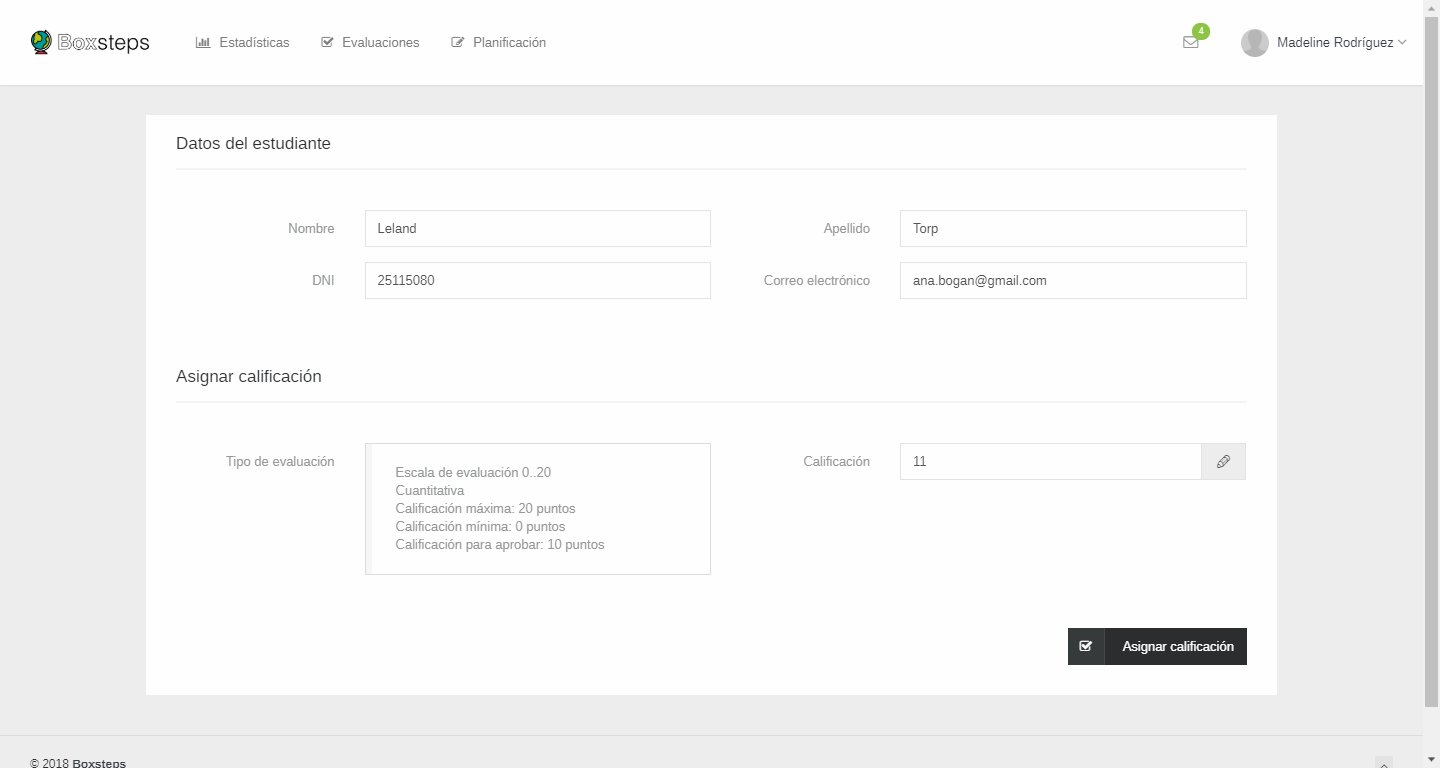 Boxsteps Estadísticas Evaluaciones Planificación 4 Madeline Rodríguez
Datos del estudiante
Nombre Leland Apellido Torp
DNI 25115080 Correo electrónico ana.bogan@gmail.com
Asignar calificación
Tipo de evaluación
Escala de evaluación 0..20
Cuantitativa
Calificación máxima: 20 puntos
Calificación mínima: 0 puntos
Calificación para aprobar: 10 puntos
Calificación 11
Asignar calificación
© 2018 Boxsteps